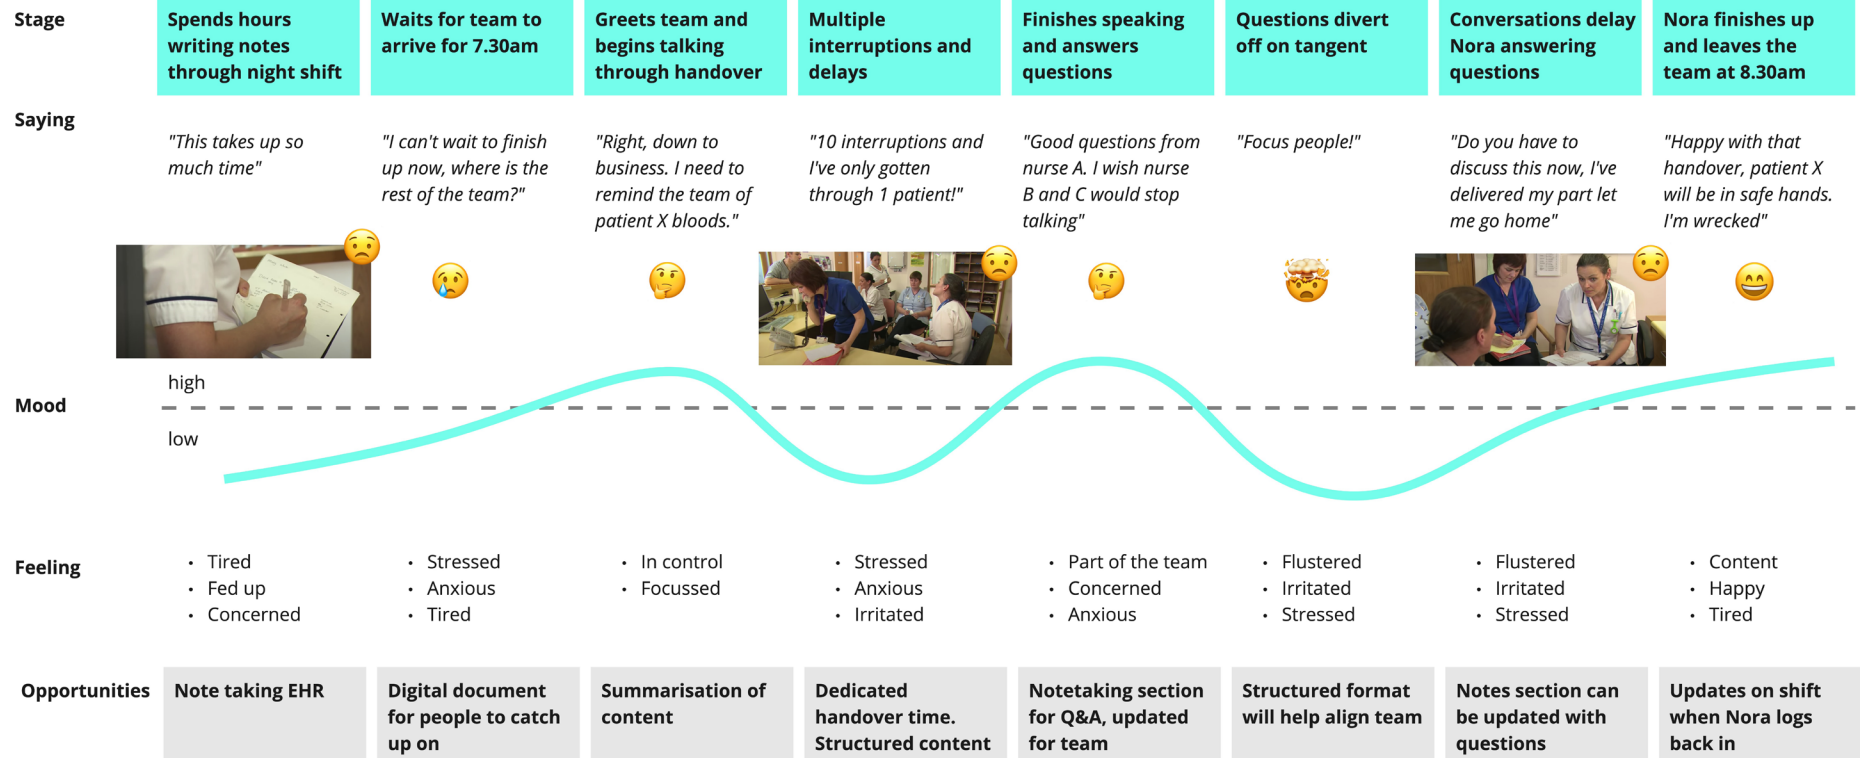 Stage
Spends hours
writing notes
through night shift
Waits for team to
arrive for 7.30am
Greets team and
begins talking
through handover
Multiple
interruptions and
delays
Finishes speaking
and answers
questions
Questions divert
off on tangent
Conversations delay
Nora answering
questions
Nora finishes up
and leaves the
team at 8.30am
Saying
"This takes up so
much time"
"I can't wait to finish
up now, where is the
rest of the team?"
"Right, down to
business. I need to
remind the team of
patient X bloods."
"10 interruptions and
I've only gotten
through 1 patient!"
"Good questions from
nurse A. I wish nurse
B and C would stop
talking"
"Focus people!"
"Do you have to
discuss this now, I've
delivered my part let
me go home"
"Happy with that
handover, patient X
will be in safe hands.
I'm wrecked"
Mood
high
low
Feeling
• Tired
• Fed up
• Concerned
• Stressed
• Anxious
• Tired
• In control
• Focussed
• Stressed
• Anxious
• Irritated
• Part of the team
• Concerned
• Anxious
• Flustered
• Irritated
• Stressed
• Flustered
• Irritated
• Stressed
• Content
• Happy
• Tired
Opportunities
Note taking EHR
Digital document
for people to catch
up on
Summarisation of
content
Dedicated
handover time.
Structured content
Notetaking section
for Q&A, updated
for team
Structured format
will help align team
Notes section can
be updated with
questions
Updates on shift
when Nora logs
back in